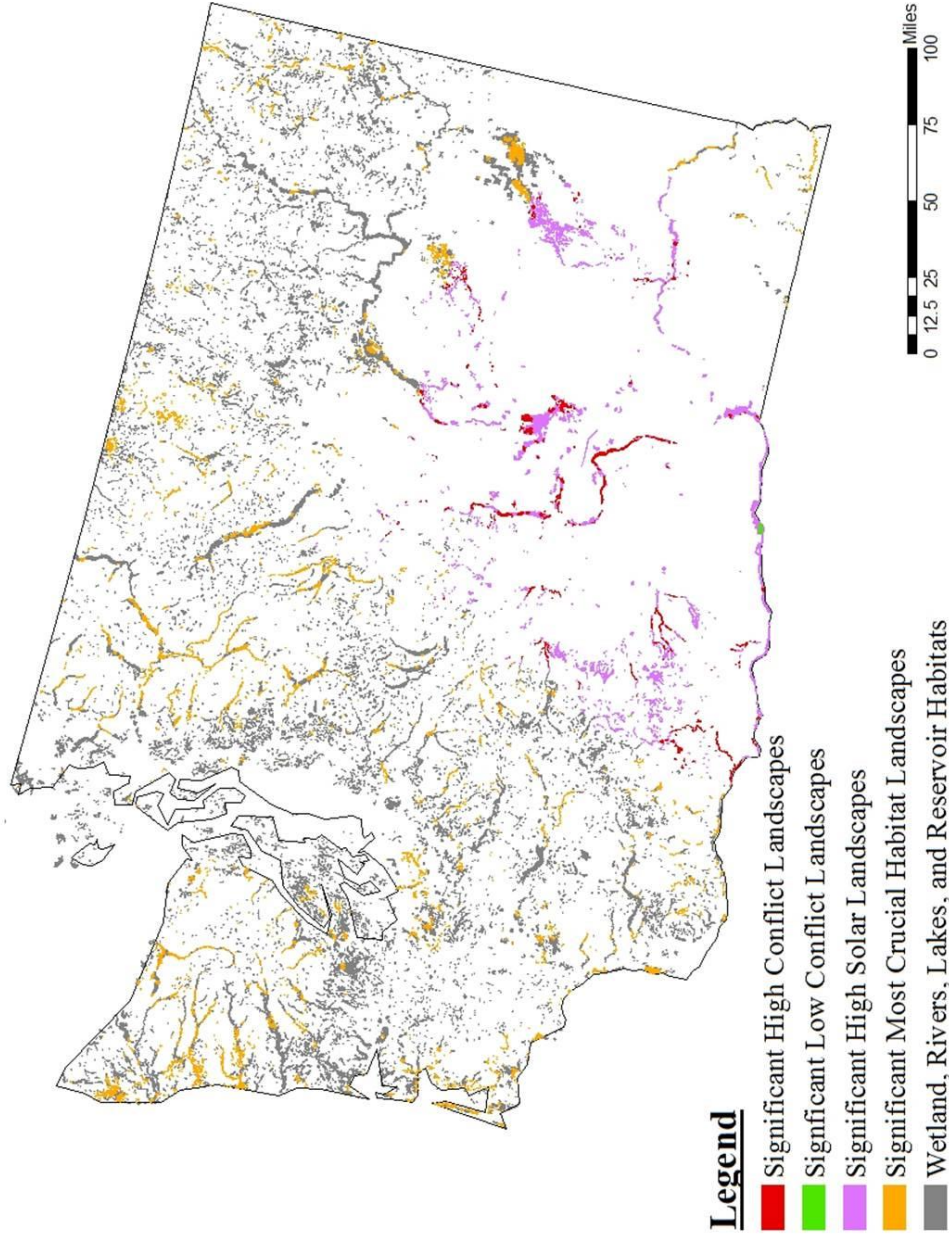 Legend
Significant High Conflict Landscapes
Signficant Low Conflict Landscapes
Significant High Solar Landscapes
Significant Most Crucial Habitat Landscapes
Wetland, Rivers, Lakes, and Reservoir Habitats
0 12.5 25 50 75 100
Miles